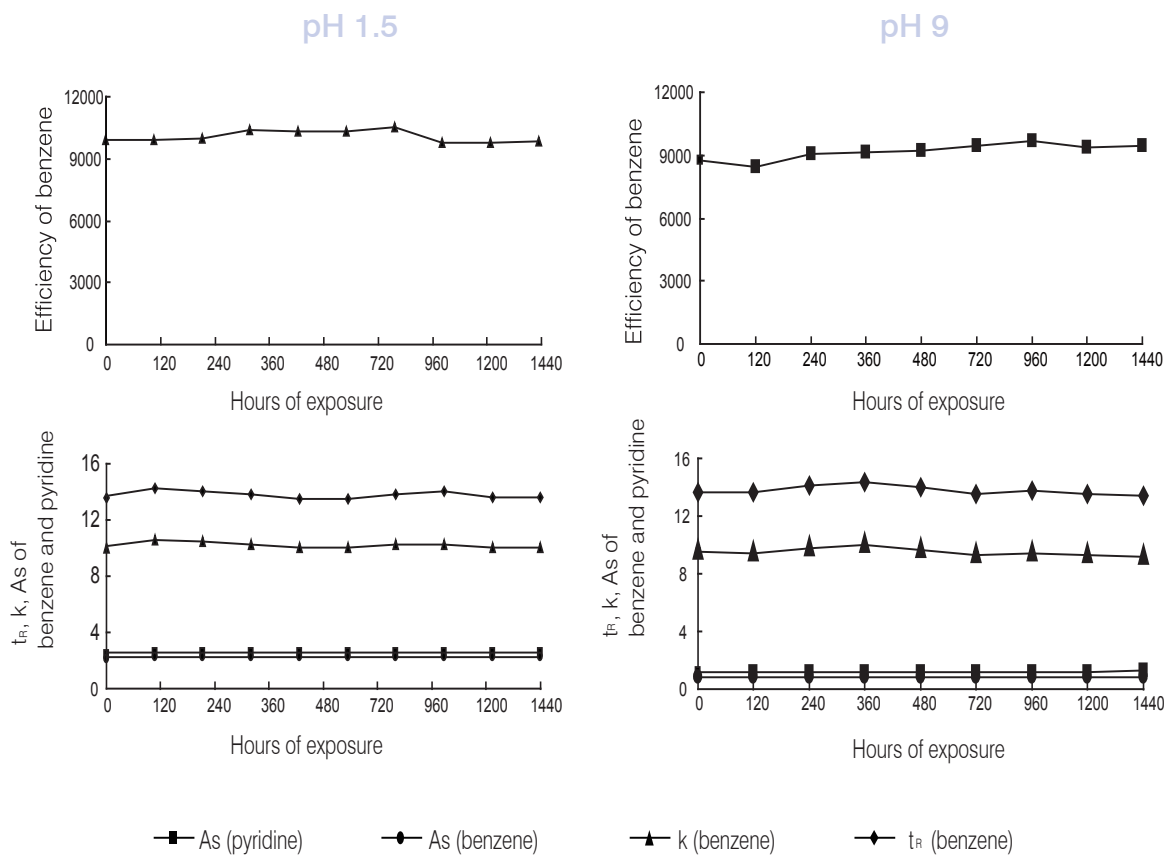 pH 1.5
pH 9
Efficiency of benzene
12000
9000
6000
3000
0
0 120 240 360 480 720 960 1200 1440
Hours of exposure
Efficiency of benzene
12000
9000
6000
3000
0
0 120 240 360 480 720 960 1200 1440
Hours of exposure
tR, k, As of
benzene and pyridine
16
12
8
4
0
0 120 240 360 480 720 960 1200 1440
Hours of exposure
tR, k, As of
benzene and pyridine
16
12
8
4
0
0 120 240 360 480 720 960 1200 1440
Hours of exposure
As (pyridine) As (benzene) k (benzene) tR (benzene)